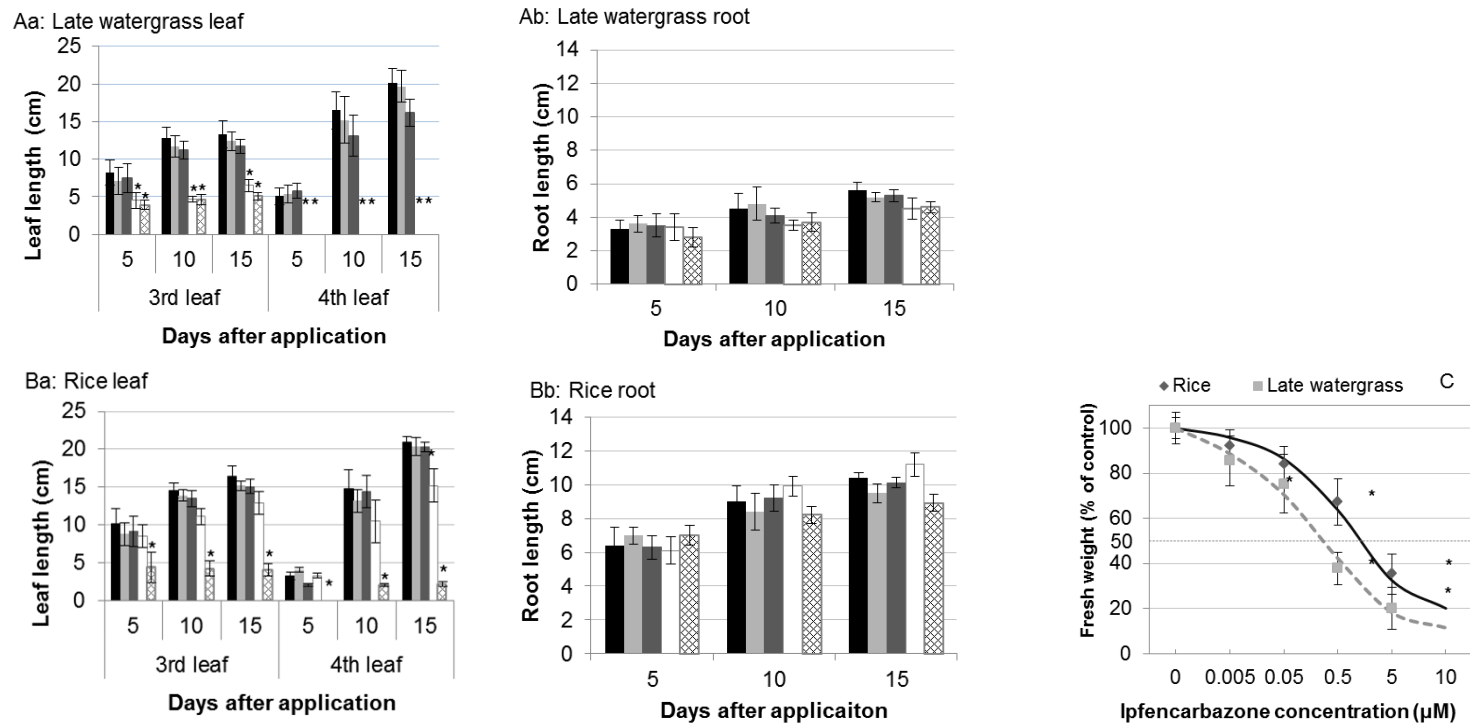 Aa: Late watergrass leaf
Leaf length (cm)
25
20
15
10
5
0
* * ** * * ** ** **
5 10 15 5 10 15
3rd leaf 4th leaf
Days after application
Ab: Late watergrass root
Root length (cm)
14
12
10
8
6
4
2
0
5 10 15
Days after application
Ba: Rice leaf
Leaf length (cm)
25
20
15
10
5
0
* * * * * * *
5 10 15 5 10 15
3rd leaf 4th leaf
Days after application
Bb: Rice root
Root length (cm)
14
12
10
8
6
4
2
0
5 10 15
Days after applicaiton
Rice Late watergrass C
Fresh weight (% of control)
100
80
60
50
40
20
0
* * * * *
0 0.005 0.05 0.5 5 10
Ipfencarbazone concentration (µM)